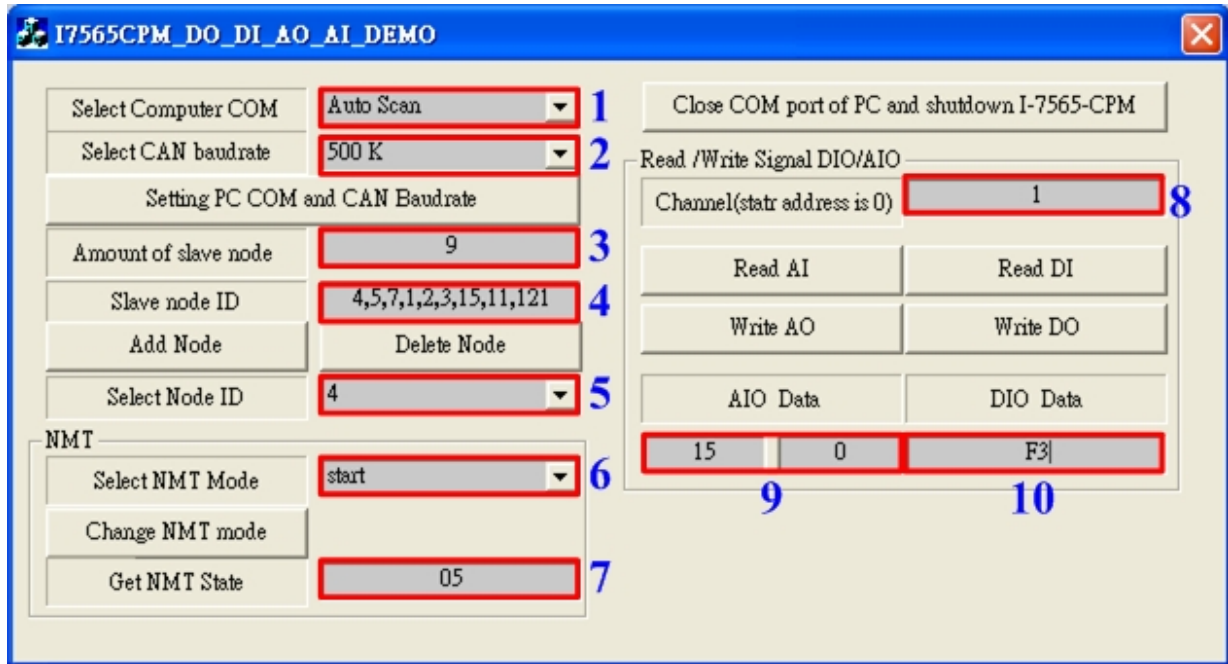 I7565CPM_DO_DI_AO_AI_DEMO
Select Computer COM
Auto Scan
1
Select CAN baudrate
500 K
2
Setting PC COM and CAN Baudrate
Amount of slave node
9
3
Slave node ID
4,5,7,1,2,3,15,11,121
4
Add Node
Delete Node
Select Node ID
4
5
NMT
Select NMT Mode
start
6
Change NMT mode
Get NMT State
05
7
Close COM port of PC and shutdown I-7565-CPM
Read /Write Signal DIO/AIO
Channel(statr address is 0)
1
8
Read AI
Read DI
Write AO
Write DO
AIO Data
DIO Data
15
0
F3
9
10